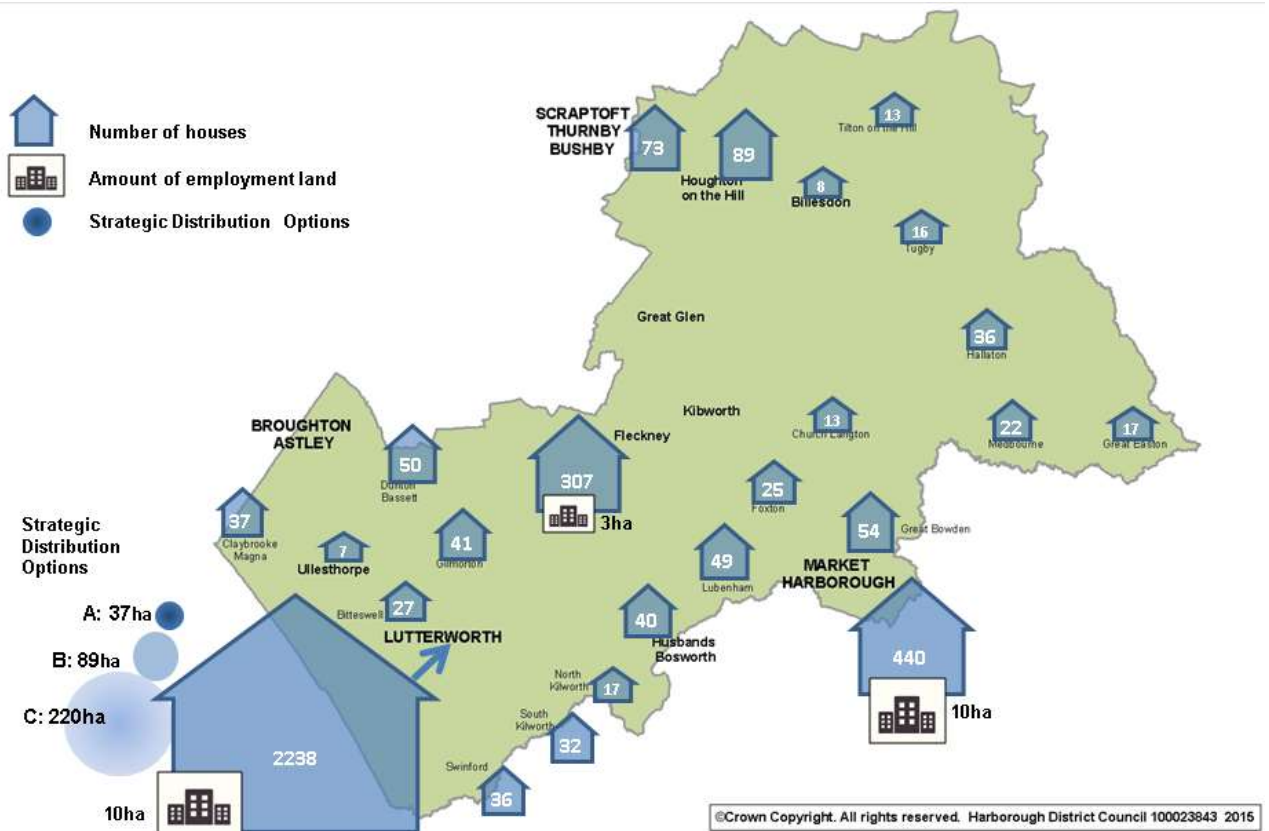 Number of houses
Amount of employment land
Strategic Distribution Options
SCRAPTOFT
THURNBY
BUSHBY
73
89
Houghton
on the Hill
13
Tilton on the Hill
8
Billesdon
16
Tugby
Great Glen
36
Hallaton
BROUGHTON
ASTLEY
Kibworth
Fleckney
13
Church Langton
22
Medbourne
17
Great Easton
50
Dunton
Bassett
307
3ha
25
Foxton
54
Great Bowden
37
Claybrooke
Magna
7
Ullesthorpe
41
Gilmorton
49
Lubenham
MARKET
HARBOROUGH
Strategic
Distribution
Options
A: 37ha
B: 89ha
C: 220ha
Bitteswell
27
LUTTERWORTH
40
Husbands
Bosworth
440
10ha
North
Kilworth
17
South
Kilworth
32
2238
10ha
Swinford
36
©Crown Copyright. All rights reserved. Harborough District Council 100023843 2015